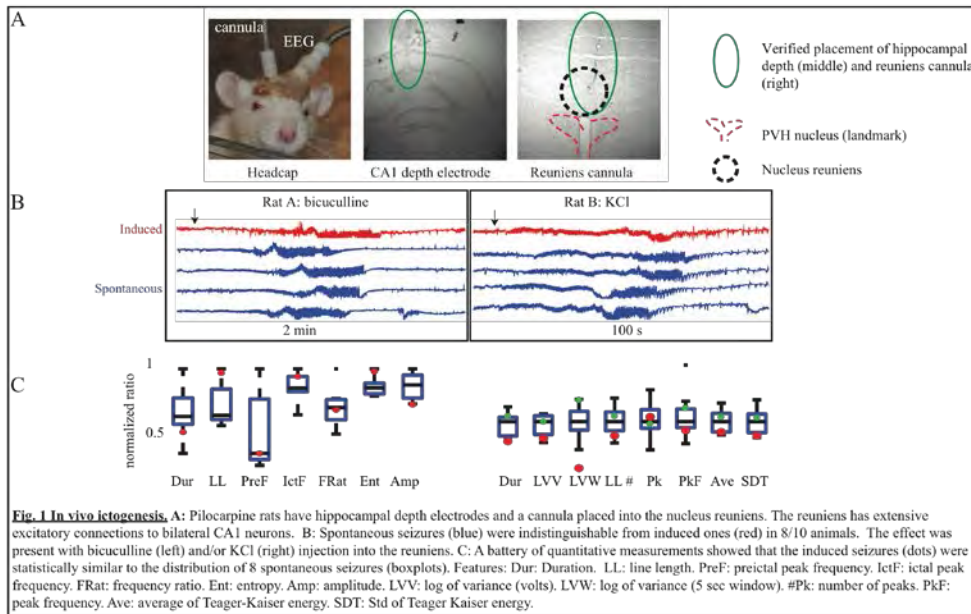 A
cannula
EEG
Headcap
CA1 depth electrode
Reuniens cannula
Verified placement of hippocampal
depth (middle) and reuniens cannula
(right)
PVH nucleus (landmark)
Nucleus reuniens
B
Rat A: bicuculline
Rat B: KCl
Induced
Spontaneous
2 min
100 s
C
normalized ratio
1
0.5
Dur LL PreF IctF FRat Ent Amp
Dur LVV LVW LL # Pk PkF Ave SDT
Fig. 1 In vivo ictogenesis. A: Pilocarpine rats have hippocampal depth electrodes and a cannula placed into the nucleus reuniens. The reuniens has extensive
excitatory connections to bilateral CA1 neurons. B: Spontaneous seizures (blue) were indistinguishable from induced ones (red) in 8/10 animals. The effect was
present with bicuculline (left) and/or KCl (right) injection into the reuniens. C: A battery of quantitative measurements showed that the induced seizures (dots) were
statistically similar to the distribution of 8 spontaneous seizures (boxplots). Features: Dur: Duration. LL: line length. PreF: preictal peak frequency. IctF: ictal peak
frequency. FRat: frequency ratio. Ent: entropy. Amp: amplitude. LVV: log of variance (volts). LVW: log of variance (5 sec window). #Pk: number of peaks. PkF:
peak frequency. Ave: average of Teager-Kaiser energy. SDT: Std of Teager Kaiser energy.